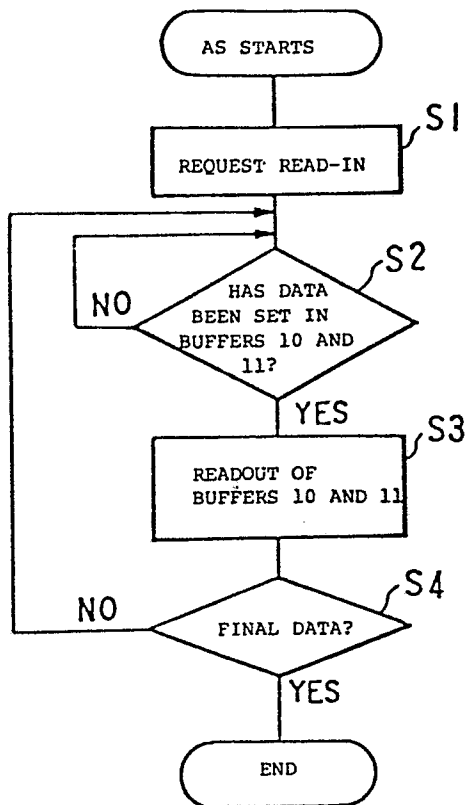 AS STARTS
S1
REQUEST READ-IN
S2
NO
HAS DATA
BEEN SET IN
BUFFERS 10 AND
11?
YES
S3
READOUT OF
BUFFERS 10 AND 11
S4
NO
FINAL DATA?
YES
END